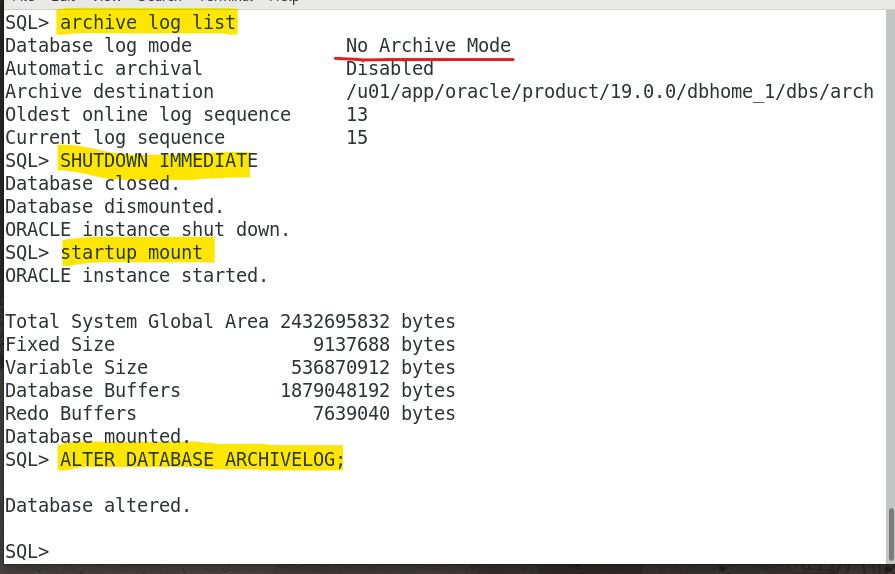 SQL> archive log list
Database log mode              No Archive Mode
Automatic archival             Disabled
Archive destination            /u01/app/oracle/product/19.0.0/dbhome_1/dbs/arch
Oldest online log sequence     13
Current log sequence           15
SQL> SHUTDOWN IMMEDIATE
Database closed.
Database dismounted.
ORACLE instance shut down.
SQL> startup mount
ORACLE instance started.

Total System Global Area 2432695832 bytes
Fixed Size                  9137688 bytes
Variable Size             536870912 bytes
Database Buffers         1879048192 bytes
Redo Buffers                7639040 bytes
Database mounted.
SQL> ALTER DATABASE ARCHIVELOG;

Database altered.

SQL>